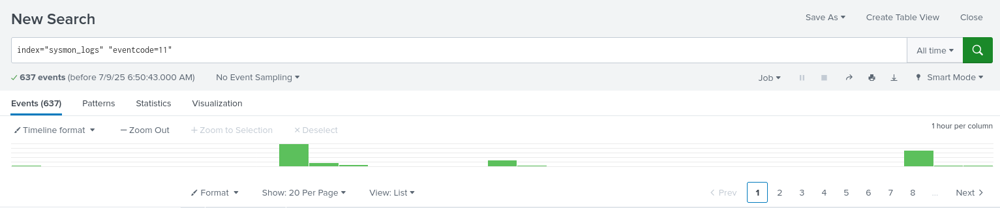 New Search
Save As ▾ Create Table View Close
index="sysmon_logs" "eventcode=11"
All time ▾
✓ 637 events (before 7/9/25 6:50:43.000 AM) No Event Sampling ▾
Job ▾ Smart Mode ▾
Events (637) Patterns Statistics Visualization
Timeline format ▾ — Zoom Out + Zoom to Selection × Deselect
1 hour per column
Format ▾ Show: 20 Per Page ▾ View: List ▾
< Prev 1 2 3 4 5 6 7 8 ... Next >